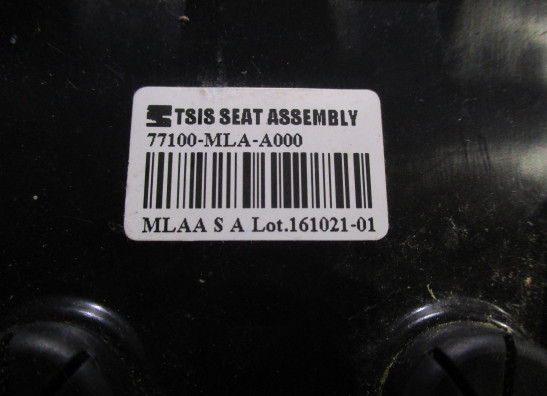 TSIS SEAT ASSEMBLY
77100-MLA-A000
MLAA S A Lot.161021-01